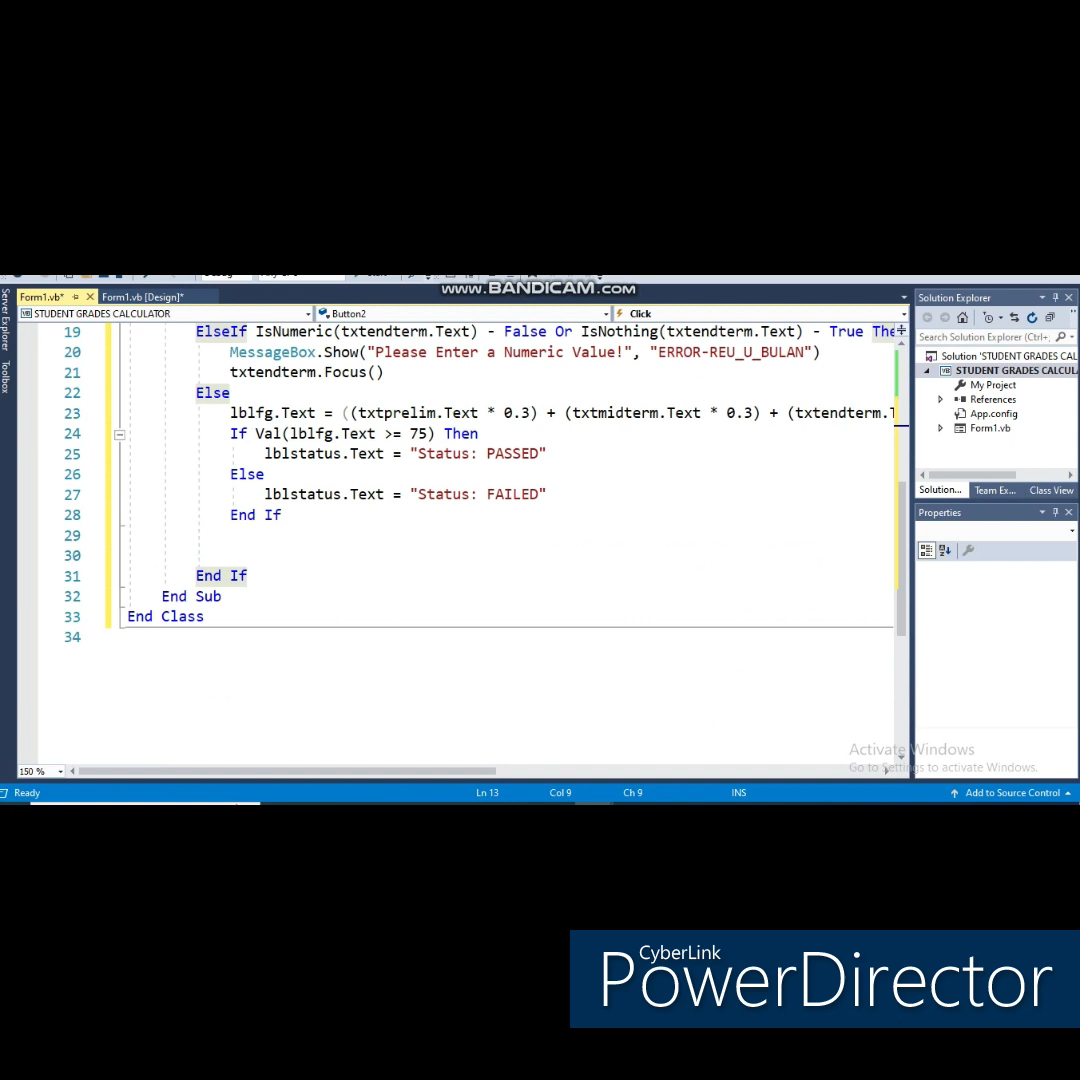 WWW.BANDICAM.COM
Form1.vb*
Form1.vb [Design]*
Solution Explorer
Server Explorer
Toolbox
STUDENT GRADES CALCULATOR
Button2
Click
Search Solution Explorer (Ctrl+;
Solution 'STUDENT GRADES CAL
STUDENT GRADES CALCUL
My Project
References
App.config
Form1.vb
Solution...
Team Ex...
Class View
Properties
19 ElseIf IsNumeric(txtendterm.Text) - False Or IsNothing(txtendterm.Text) - True The
20 MessageBox.Show("Please Enter a Numeric Value!", "ERROR-REU_U_BULAN")
21 txtendterm.Focus()
22 Else
23 lblfg.Text = ((txtprelim.Text * 0.3) + (txtmidterm.Text * 0.3) + (txtendterm.T
24 If Val(lblfg.Text >= 75) Then
25 lblstatus.Text = "Status: PASSED"
26 Else
27 lblstatus.Text = "Status: FAILED"
28 End If
29
30
31 End If
32 End Sub
33 End Class
34
Activate Windows
Go to Settings to activate Windows.
150 %
Ready
Ln 13
Col 9
Ch 9
INS
Add to Source Control
CyberLink
PowerDirector